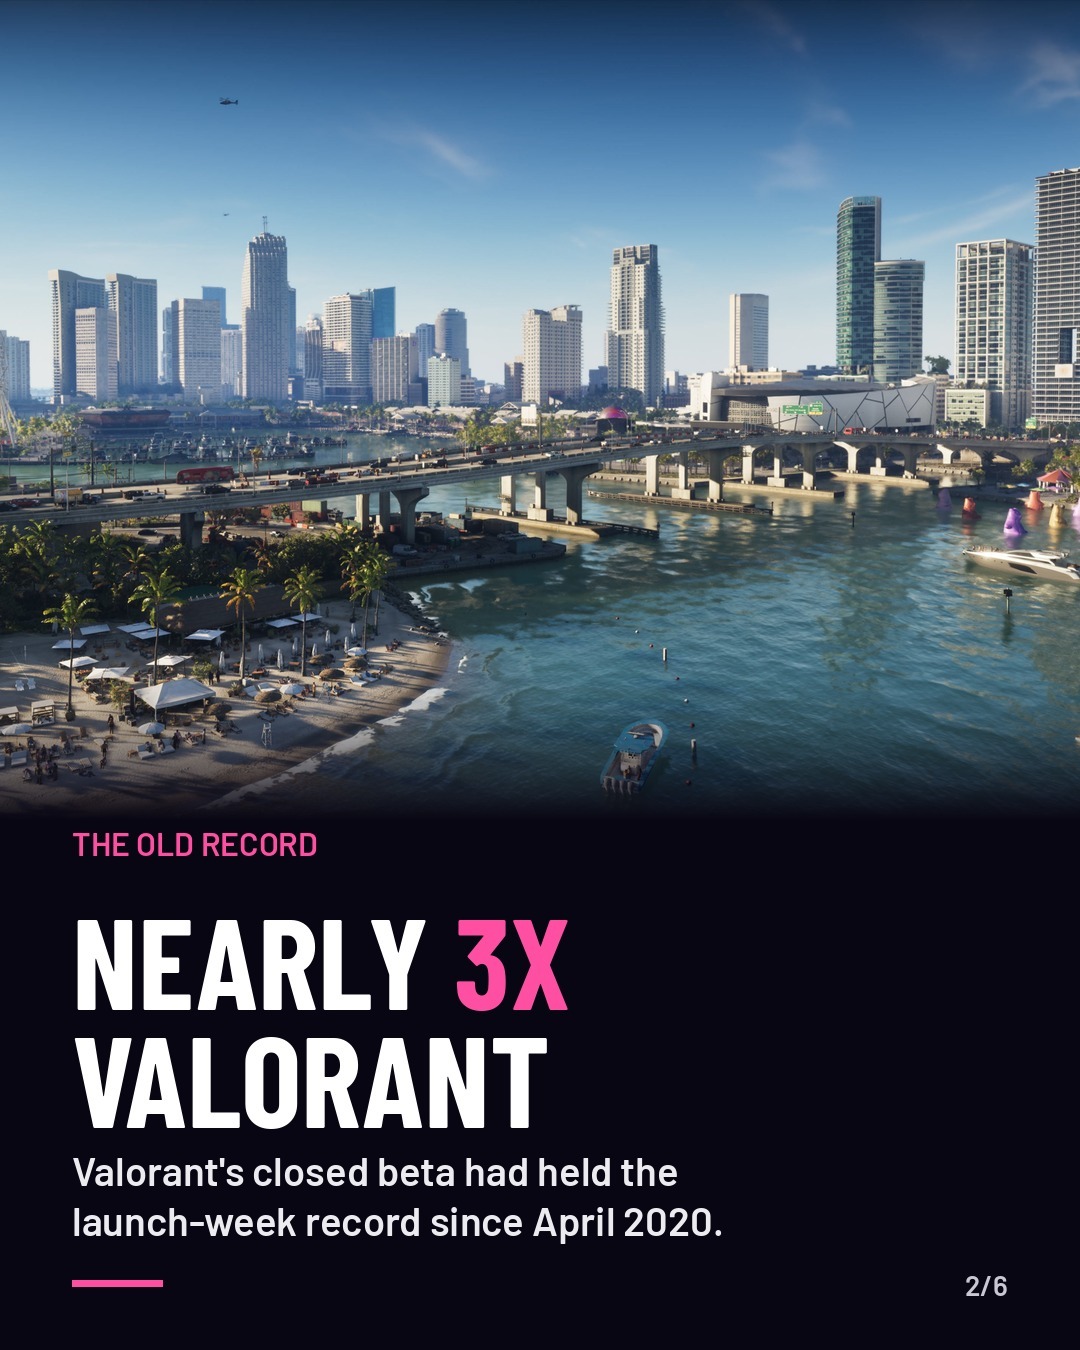 THE OLD RECORD
NEARLY 3X
VALORANT
Valorant's closed beta had held the
launch-week record since April 2020.
2/6